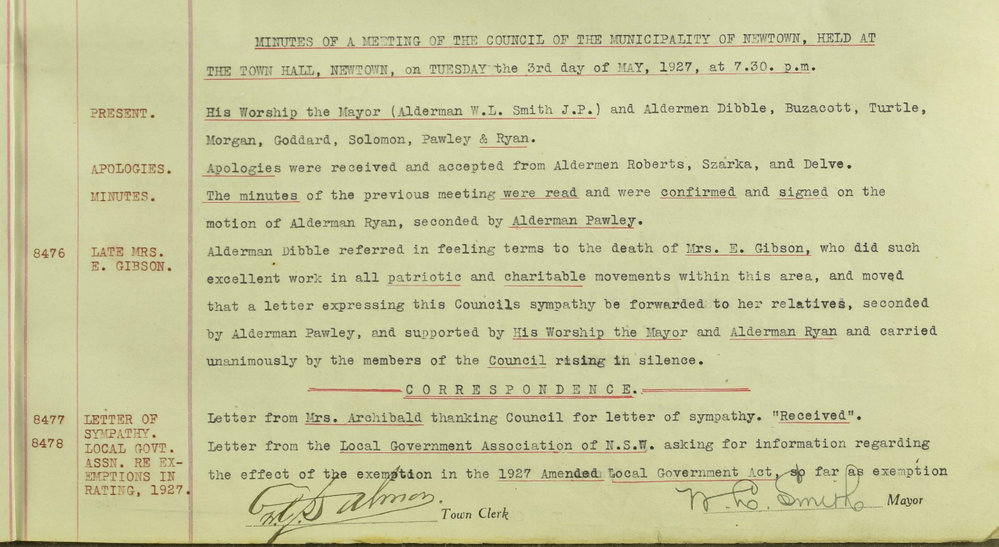 MINUTES OF A MEETING OF THE COUNCIL OF THE MUNICIPALITY OF NEWTOWN, HELD AT
THE TOWN HALL, NEWTOWN, on TUESDAY the 3rd day of MAY, 1927, at 7.30. p.m.
PRESENT. His Worship the Mayor (Alderman W.L. Smith J.P.) and Aldermen Dibble, Buzacott, Turtle,
Morgan, Goddard, Solomon, Pawley & Ryan.
APOLOGIES. Apologies were received and accepted from Aldermen Roberts, Szarka, and Delve.
MINUTES. The minutes of the previous meeting were read and were confirmed and signed on the
motion of Alderman Ryan, seconded by Alderman Pawley.
8476 LATE MRS. Alderman Dibble referred in feeling terms to the death of Mrs. E. Gibson, who did such
E. GIBSON. excellent work in all patriotic and charitable movements within this area, and moved
that a letter expressing this Councils sympathy be forwarded to her relatives, seconded
by Alderman Pawley, and supported by His Worship the Mayor and Alderman Ryan and carried
unanimously by the members of the Council rising in silence.
CORRESPONDENCE.
8477 LETTER OF Letter from Mrs. Archibald thanking Council for letter of sympathy. "Received".
SYMPATHY.
8478 LOCAL GOVT. Letter from the Local Government Association of N.S.W. asking for information regarding
ASSN. RE EX-
EMPTIONS IN the effect of the exemption in the 1927 Amended Local Government Act, so far as exemption
RATING, 1927.
Salmon. Town Clerk W. L. Smith Mayor